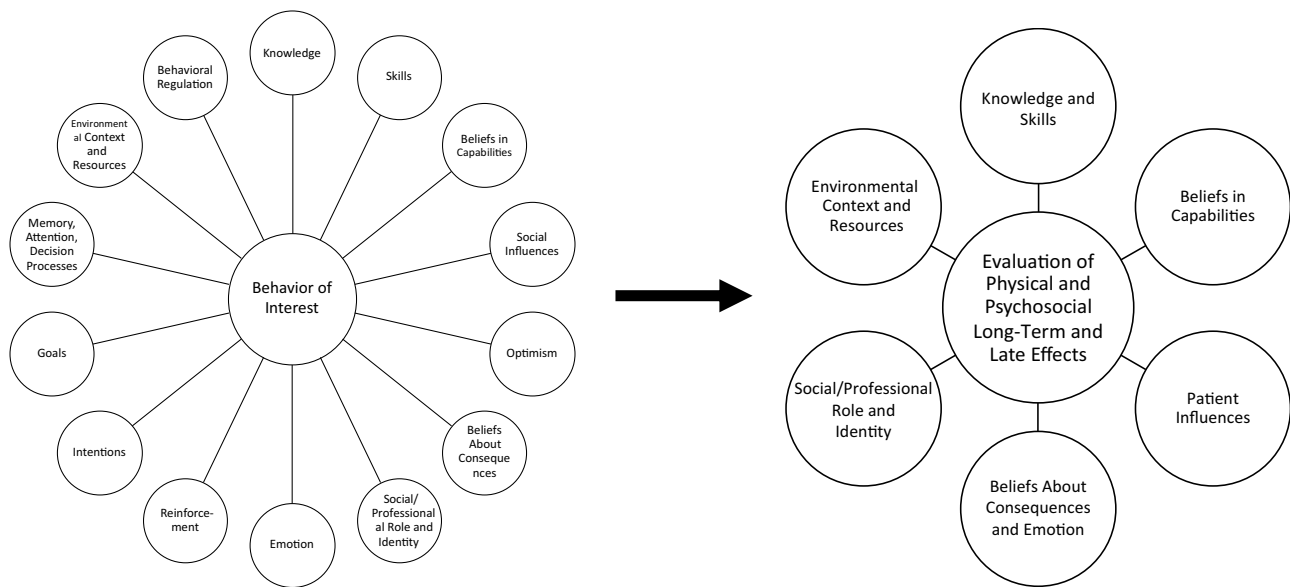 Knowledge
Skills
Beliefs in
Capabilities
Social
Influences
Optimism
Beliefs
About
Conseque
nces
Social/
Profession
al Role and
Identity
Emotion
Reinforce-
ment
Intentions
Goals
Memory,
Attention,
Decision
Processes
Environment
al Context
and
Resources
Behavioral
Regulation
Behavior of
Interest
Knowledge and
Skills
Beliefs in
Capabilities
Patient
Influences
Beliefs About
Consequences
and Emotion
Social/Professional
Role and
Identity
Environmental
Context and
Resources
Evaluation of
Physical and
Psychosocial
Long-Term and
Late Effects